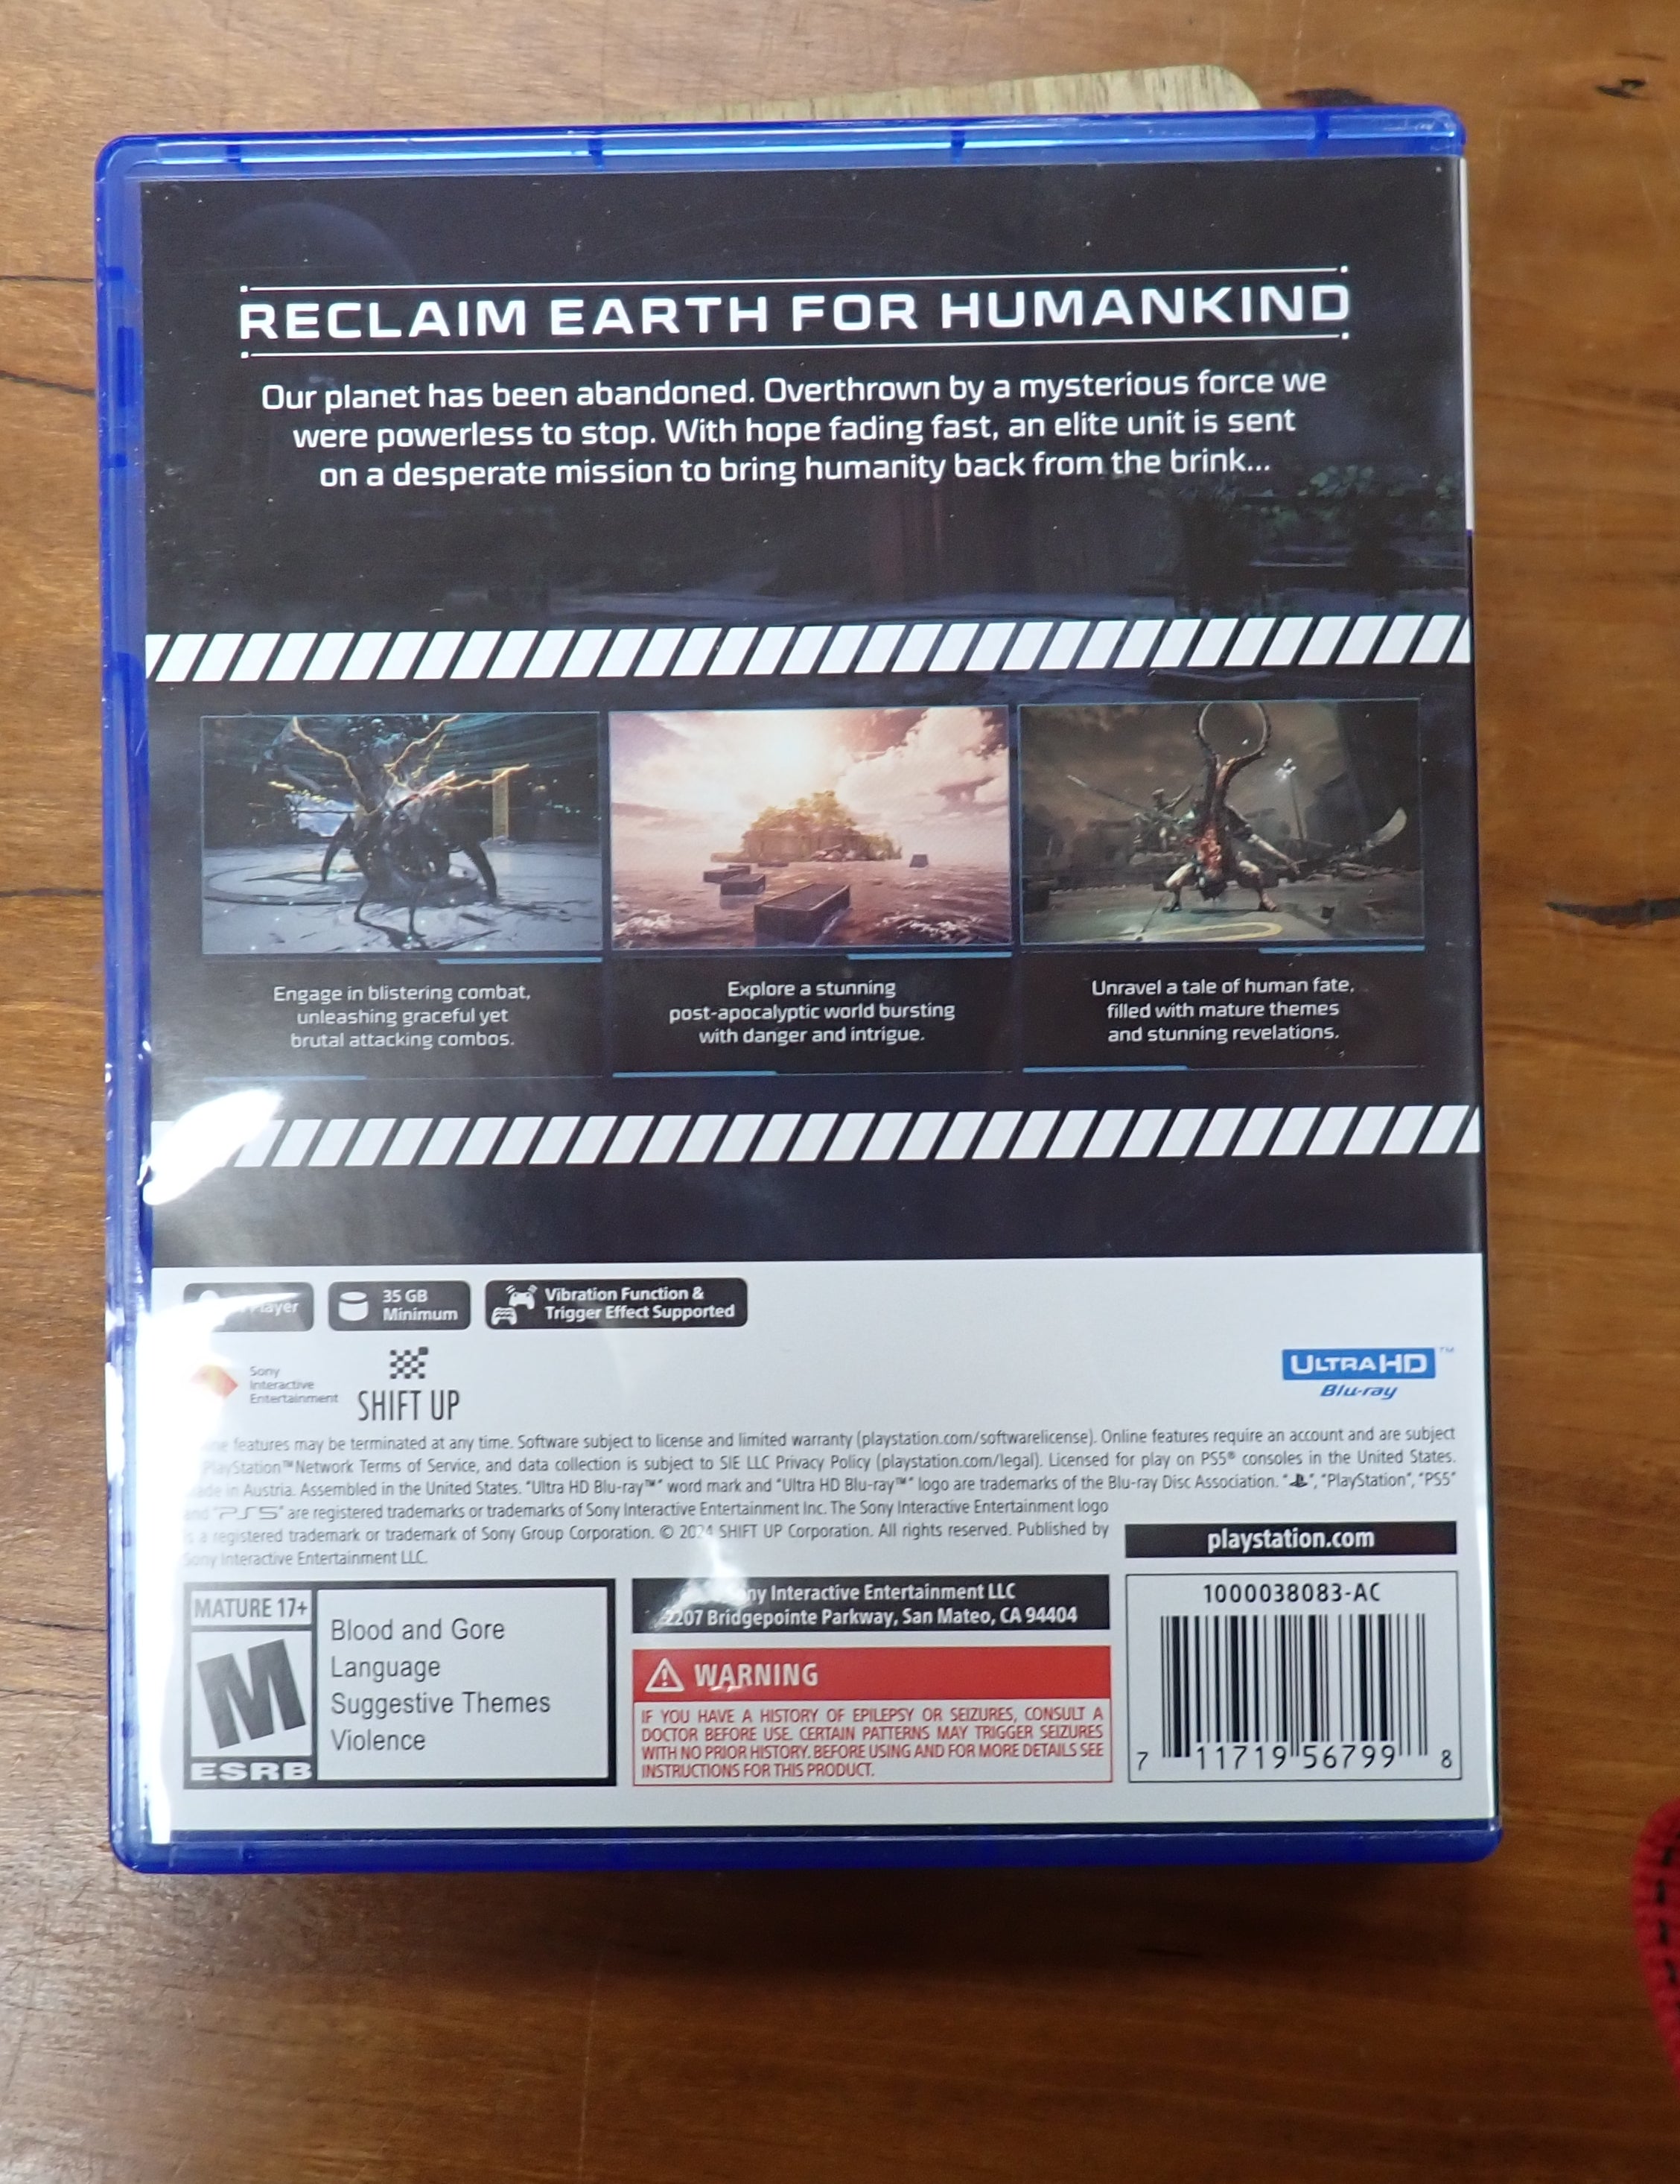 RECLAIM EARTH FOR HUMANKIND
Our planet has been abandoned. Overthrown by a mysterious force we
were powerless to stop. With hope fading fast, an elite unit is sent
on a desperate mission to bring humanity back from the brink...
Engage in blistering combat,
unleashing graceful yet
brutal attacking combos.
Explore a stunning
post-apocalyptic world bursting
with danger and intrigue.
Unravel a tale of human fate,
filled with mature themes
and stunning revelations.
Player
35 GB
Minimum
Vibration Function &
Trigger Effect Supported
Sony
Interactive
Entertainment
SHIFT UP
ULTRA HD™
Blu-ray
features may be terminated at any time. Software subject to license and limited warranty (playstation.com/softwarelicense). Online features require an account and are subject
PlayStation™Network Terms of Service, and data collection is subject to SIE LLC Privacy Policy (playstation.com/legal). Licensed for play on PS5® consoles in the United States.
in Austria. Assembled in the United States. "Ultra HD Blu-ray™" word mark and "Ultra HD Blu-ray™" logo are trademarks of the Blu-ray Disc Association. " ", "PlayStation", "PS5"
and "PS5" are registered trademarks or trademarks of Sony Interactive Entertainment Inc. The Sony Interactive Entertainment logo
is a registered trademark or trademark of Sony Group Corporation. © 2024 SHIFT UP Corporation. All rights reserved. Published by
Sony Interactive Entertainment LLC.
playstation.com
MATURE 17+
M
ESRB
Blood and Gore
Language
Suggestive Themes
Violence
Interactive Entertainment LLC
2207 Bridgepointe Parkway, San Mateo, CA 94404
WARNING
IF YOU HAVE A HISTORY OF EPILEPSY OR SEIZURES, CONSULT A
DOCTOR BEFORE USE. CERTAIN PATTERNS MAY TRIGGER SEIZURES
WITH NO PRIOR HISTORY. BEFORE USING AND FOR MORE DETAILS SEE
INSTRUCTIONS FOR THIS PRODUCT.
1000038083-AC
7 11719 56799 8